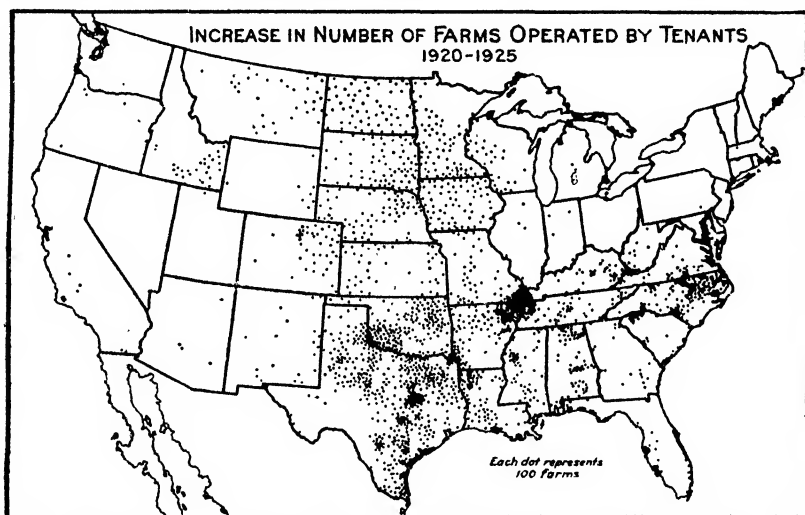 INCREASE IN NUMBER OF FARMS OPERATED BY TENANTS
1920-1925
Each dot represents
100 farms